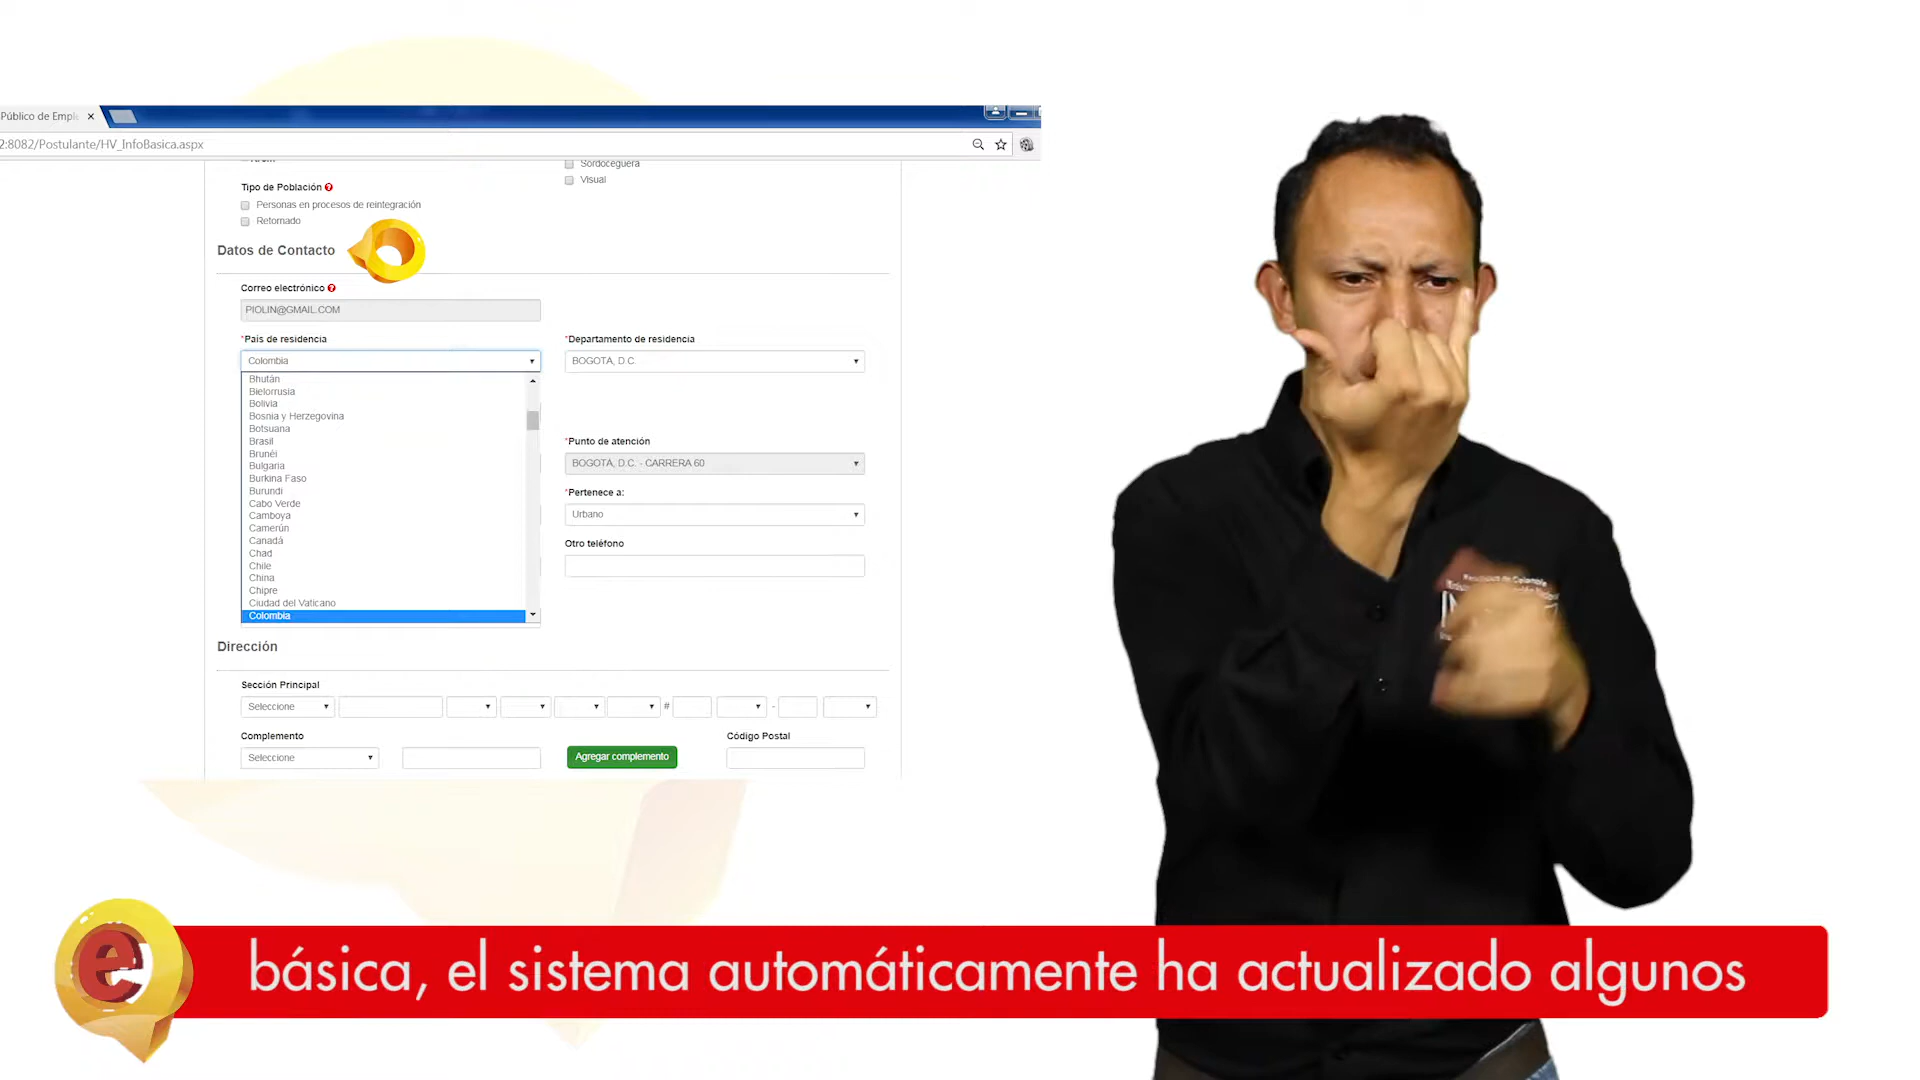 Público de Emple
2:8082/Postulante/HV_InfoBasica.aspx
Sordoceguera
Visual
Tipo de Población
Personas en procesos de reintegración
Retornado
Datos de Contacto
Correo electrónico
PIOLIN@GMAIL.COM
*País de residencia
*Departamento de residencia
Colombia
BOGOTA, D.C.
Bhután
Bielorrusia
Bolivia
Bosnia y Herzegovina
Botsuana
Brasil
Brunéi
Bulgaria
Burkina Faso
Burundi
Cabo Verde
Camboya
Camerún
Canadá
Chad
Chile
China
Chipre
Ciudad del Vaticano
Colombia
*Punto de atención
BOGOTA, D.C. - CARRERA 60
*Pertenece a:
Urbano
Otro teléfono
Dirección
Sección Principal
Seleccione
#
-
Complemento
Código Postal
Seleccione
Agregar complemento
e
básica, el sistema automáticamente ha actualizado algunos